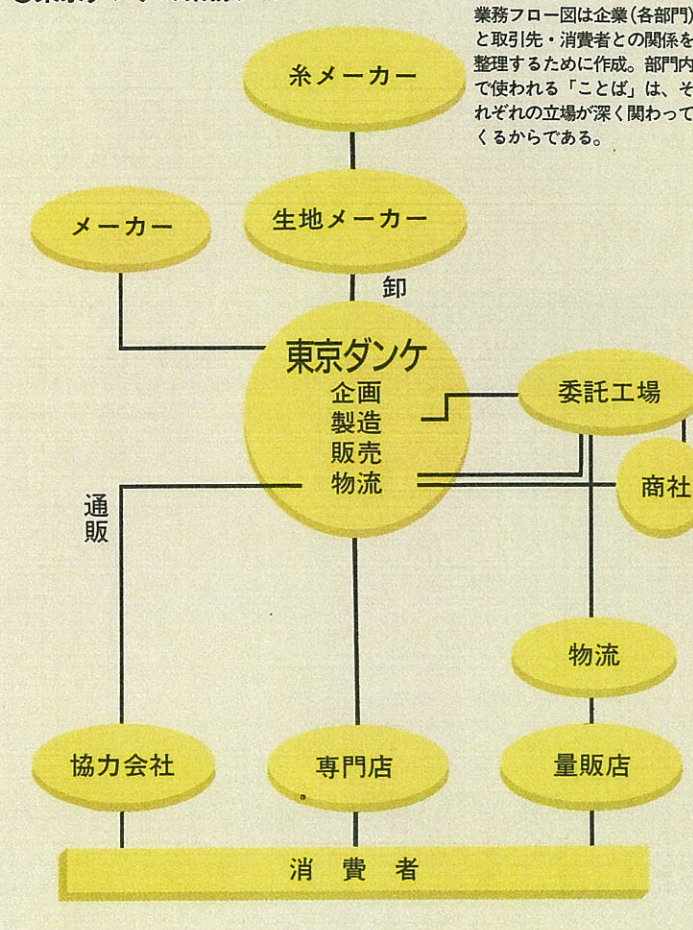 業務フロー図は企業(各部門)
と取引先・消費者との関係を
整理するために作成。部門内
で使われる「ことば」は、そ
れぞれの立場が深く関わって
くるからである。
糸メーカー
生地メーカー
メーカー
卸
東京ダンケ
企画
製造
販売
物流
委託工場
商社
通販
物流
協力会社
専門店
量販店
消費者